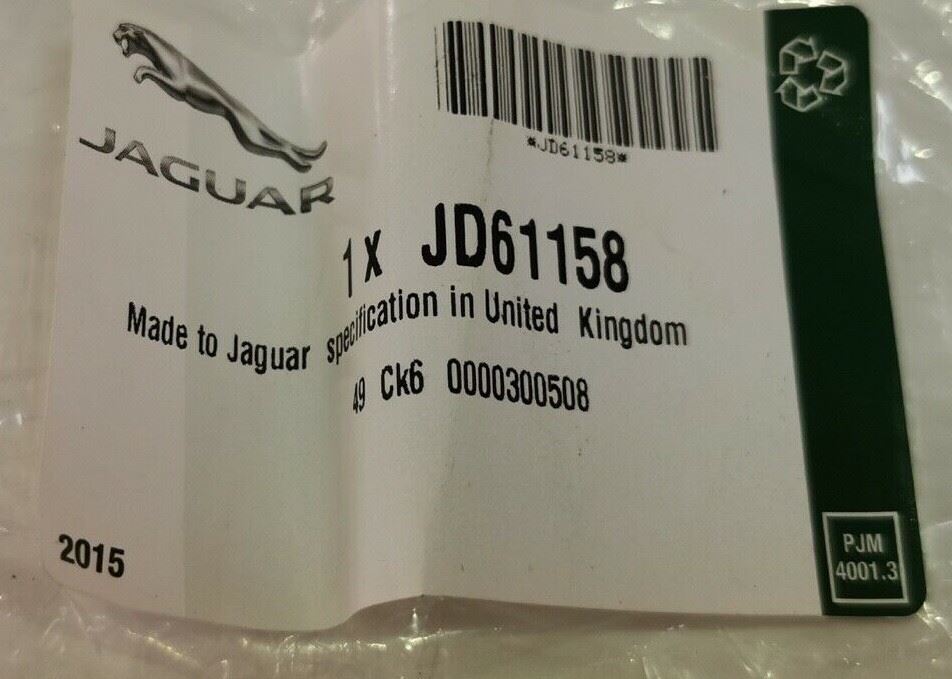 JAGUAR
*JD61158*
1x JD61158
Made to Jaguar specification in United Kingdom
49 Ck6 0000300508
2015
PJM
4001.3